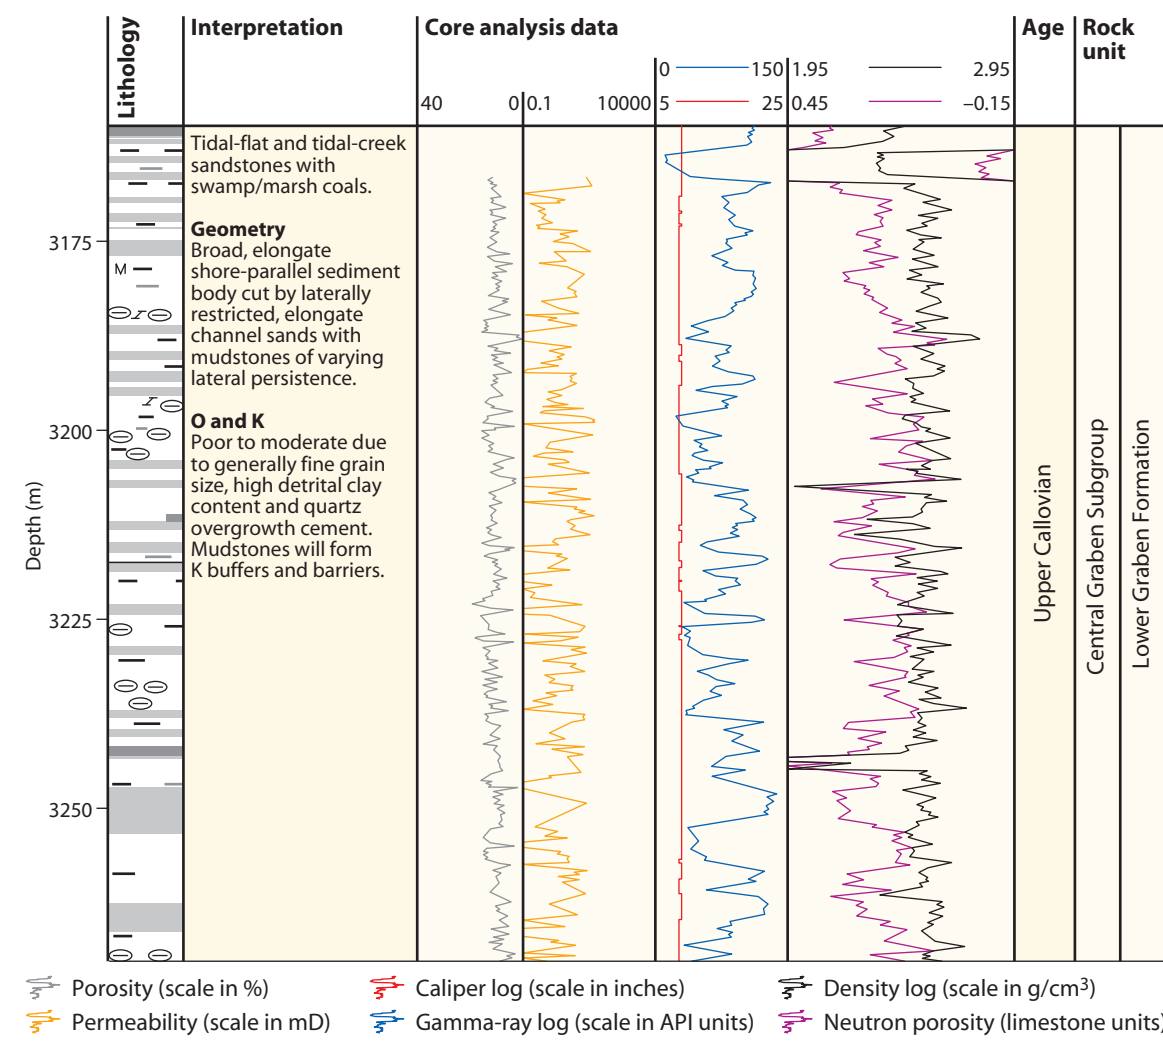 Lithology
Interpretation
Core analysis data
Age
Rock
unit
0 150
1.95 2.95
40 0
0.1 10000
5 25
0.45 −0.15
Tidal-flat and tidal-creek
sandstones with
swamp/marsh coals.
Geometry
Broad, elongate
shore-parallel sediment
body cut by laterally
restricted, elongate
channel sands with
mudstones of varying
lateral persistence.
O and K
Poor to moderate due
to generally fine grain
size, high detrital clay
content and quartz
overgrowth cement.
Mudstones will form
K buffers and barriers.
Depth (m)
3175
3200
3225
3250
M
Upper Callovian
Central Graben Subgroup
Lower Graben Formation
Porosity (scale in %)
Caliper log (scale in inches)
Density log (scale in g/cm³)
Permeability (scale in mD)
Gamma-ray log (scale in API units)
Neutron porosity (limestone units)